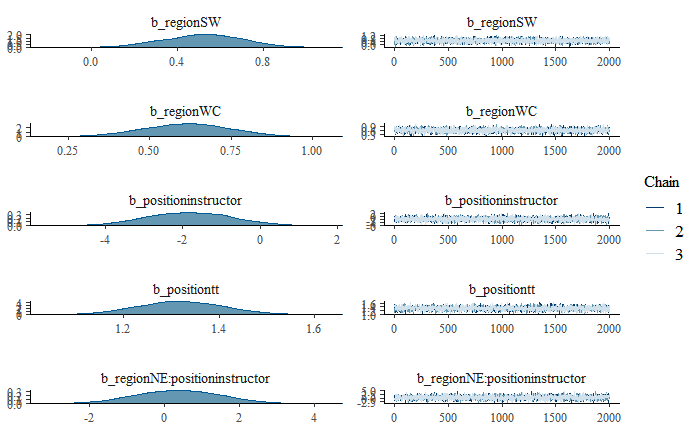 b_regionSW
b_regionSW
0.0 0.4 0.8
0 500 1000 1500 2000
b_regionWC
b_regionWC
0.25 0.50 0.75 1.00
0 500 1000 1500 2000
Chain
1
2
3
b_positioninstructor
b_positioninstructor
-4 -2 0 2
0 500 1000 1500 2000
b_positiontt
b_positiontt
1.2 1.4 1.6
0 500 1000 1500 2000
b_regionNE:positioninstructor
b_regionNE:positioninstructor
-2 0 2 4
0 500 1000 1500 2000